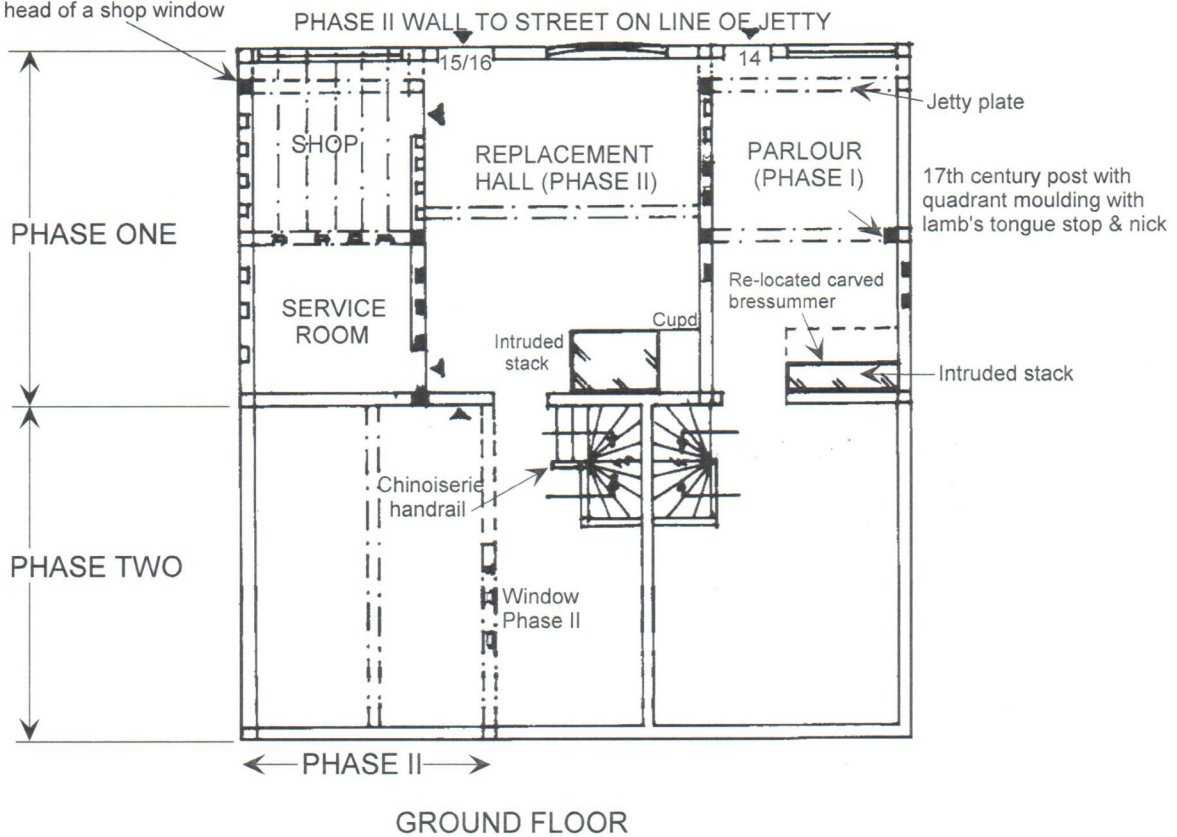 head of a shop window
PHASE II WALL TO STREET ON LINE OF JETTY
15/16
14
Jetty plate
SHOP
REPLACEMENT
HALL (PHASE II)
PARLOUR
(PHASE I)
17th century post with
quadrant moulding with
lamb's tongue stop & nick
PHASE ONE
SERVICE
ROOM
Re-located carved
bressummer
Cupd
Intruded
stack
Intruded stack
Chinoiserie
handrail
PHASE TWO
Window
Phase II
PHASE II
GROUND FLOOR